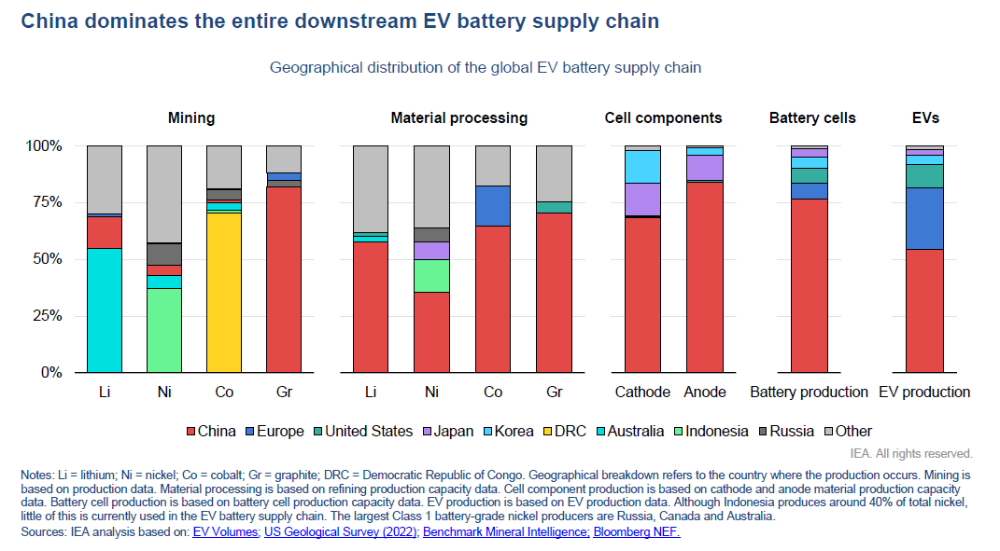 China dominates the entire downstream EV battery supply chain
Geographical distribution of the global EV battery supply chain
Mining
Material processing
Cell components
Battery cells
EVs
100%
75%
50%
25%
0%
Li
Ni
Co
Gr
Li
Ni
Co
Gr
Cathode
Anode
Battery production
EV production
China
Europe
United States
Japan
Korea
DRC
Australia
Indonesia
Russia
Other
IEA. All rights reserved.
Notes: Li = lithium; Ni = nickel; Co = cobalt; Gr = graphite; DRC = Democratic Republic of Congo. Geographical breakdown refers to the country where the production occurs. Mining is
based on production data. Material processing is based on refining production capacity data. Cell component production is based on cathode and anode material production capacity
data. Battery cell production is based on battery cell production capacity data. EV production is based on EV production data. Although Indonesia produces around 40% of total nickel,
little of this is currently used in the EV battery supply chain. The largest Class 1 battery-grade nickel producers are Russia, Canada and Australia.
Sources: IEA analysis based on: EV Volumes; US Geological Survey (2022); Benchmark Mineral Intelligence; Bloomberg NEF.